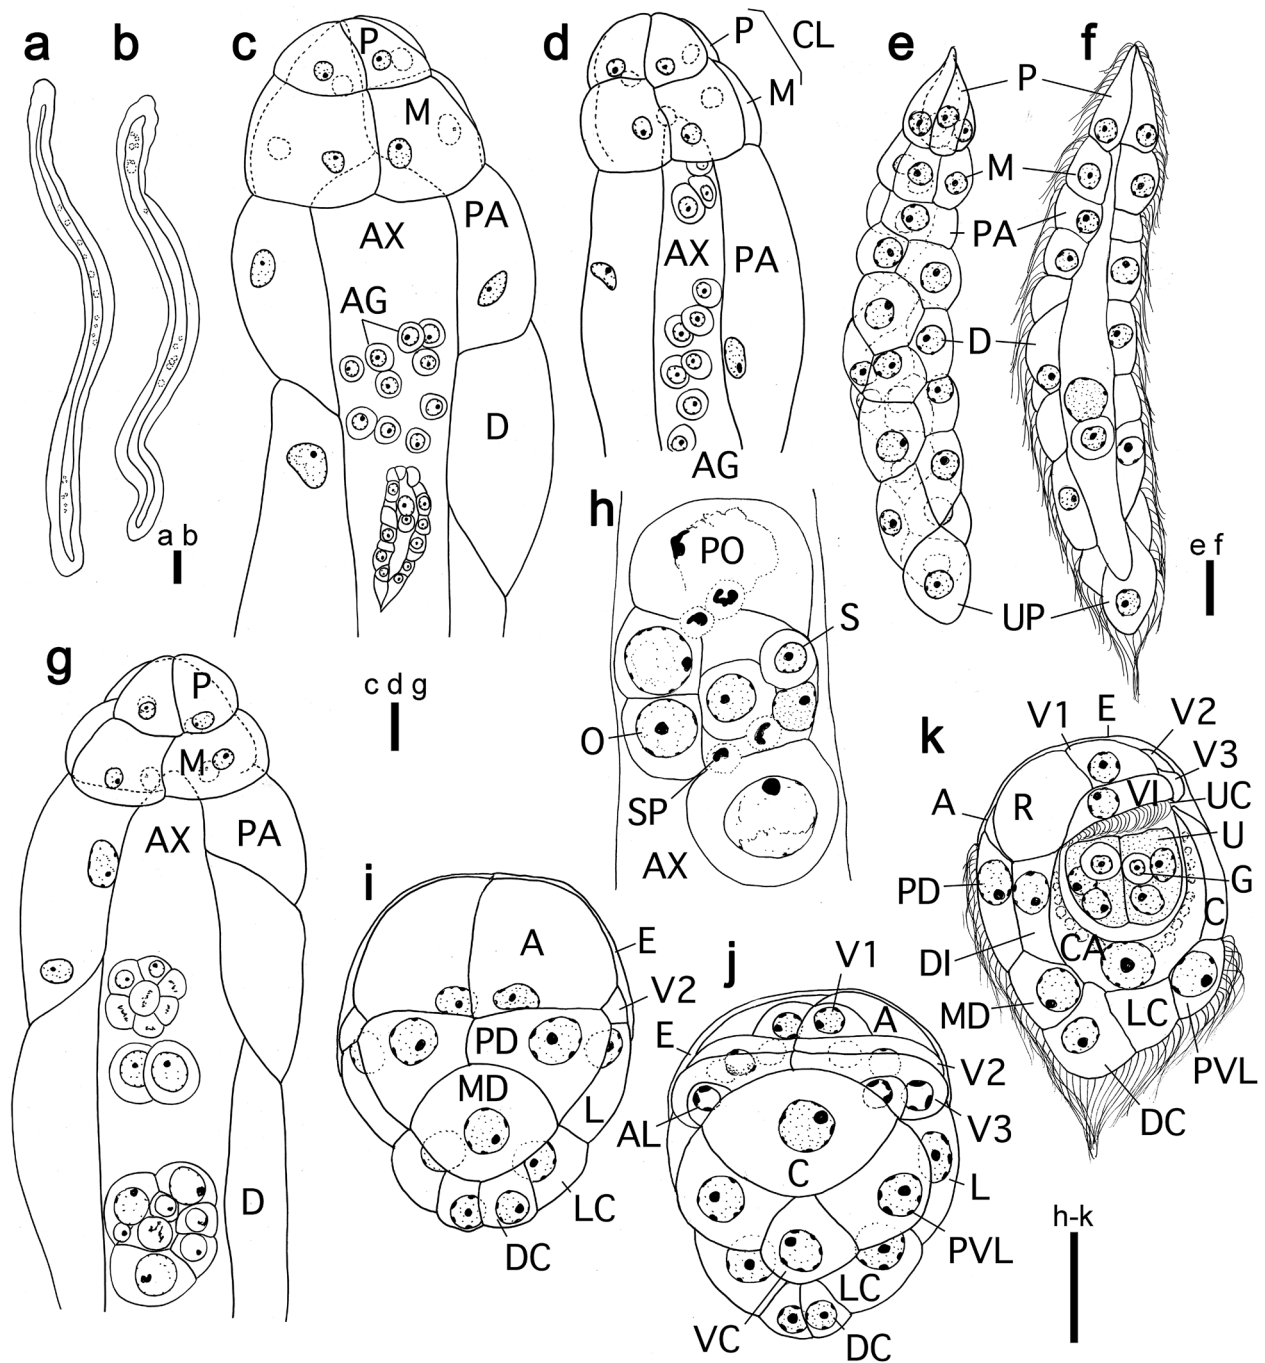 a
b
c
d
e
f
P
M
AX
PA
AG
D
P
CL
M
AX
PA
AG
P
M
PA
D
UP
a b
e f
c d g
g
P
M
AX
PA
D
h
PO
S
O
SP
AX
i
A
E
V2
PD
MD
L
LC
DC
j
V1
A
E
V2
AL
V3
C
L
PVL
LC
VC
DC
k
V1
E
V2
V3
A
R
VI
UC
U
PD
G
C
CA
DI
MD
LC
PVL
DC
h-k